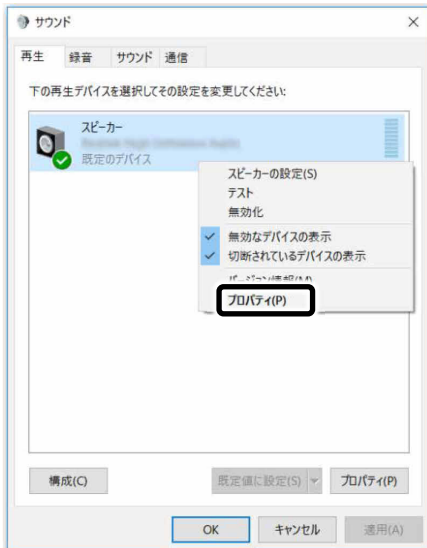 サウンド
再生 録音 サウンド 通信
下の再生デバイスを選択してその設定を変更してください:
スピーカー
既定のデバイス
スピーカーの設定(S)
テスト
無効化
無効なデバイスの表示
切断されているデバイスの表示
プロパティ(P)
構成(C) 既定値に設定(S) プロパティ(P)
OK キャンセル 適用(A)